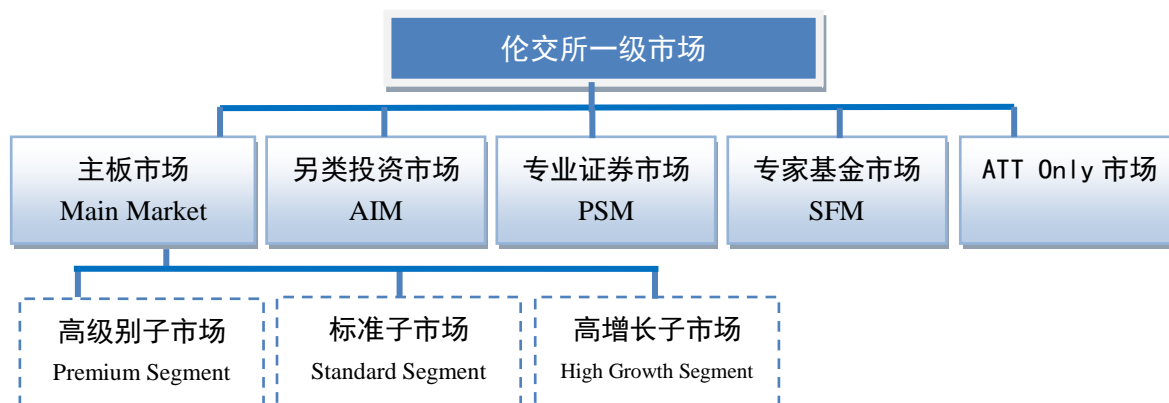 伦交所一级市场
主板市场
Main Market
另类投资市场
AIM
专业证券市场
PSM
专家基金市场
SFM
ATT Only 市场
高级别子市场
Premium Segment
标准子市场
Standard Segment
高增长子市场
High Growth Segment